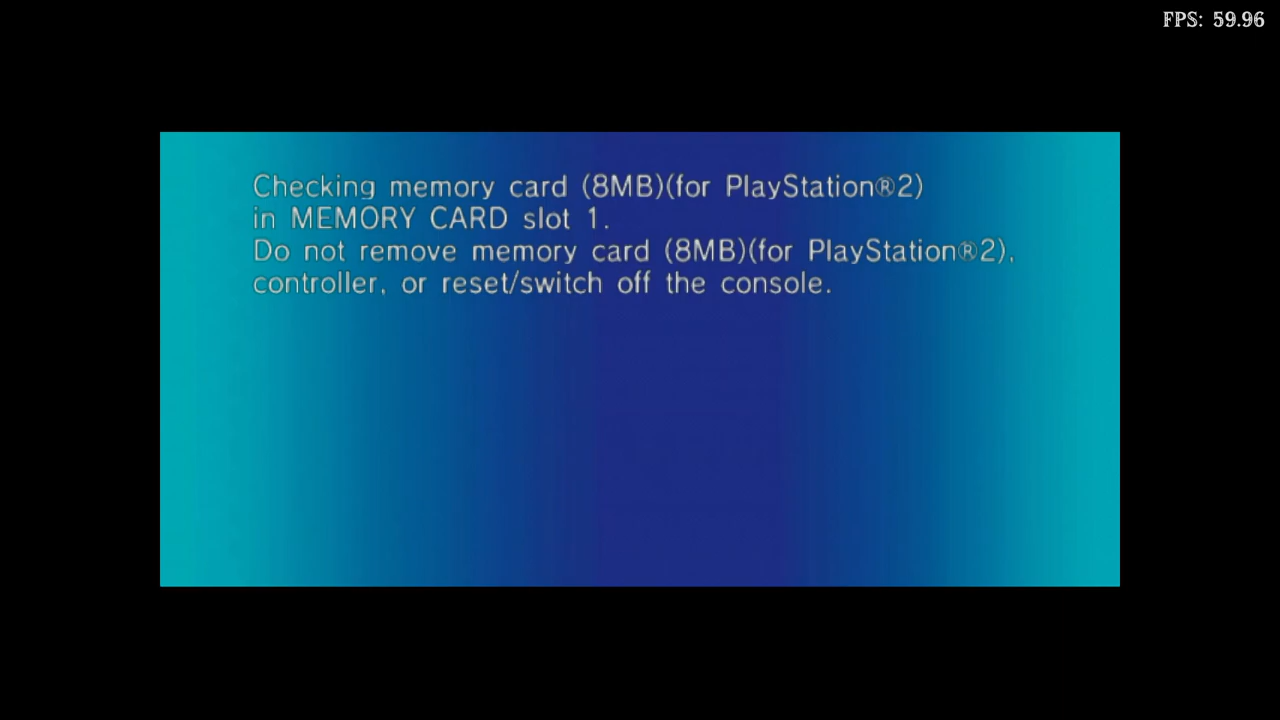 FPS: 59.96
Checking memory card (8MB)(for PlayStation®2)
in MEMORY CARD slot 1.
Do not remove memory card (8MB)(for PlayStation®2),
controller, or reset/switch off the console.